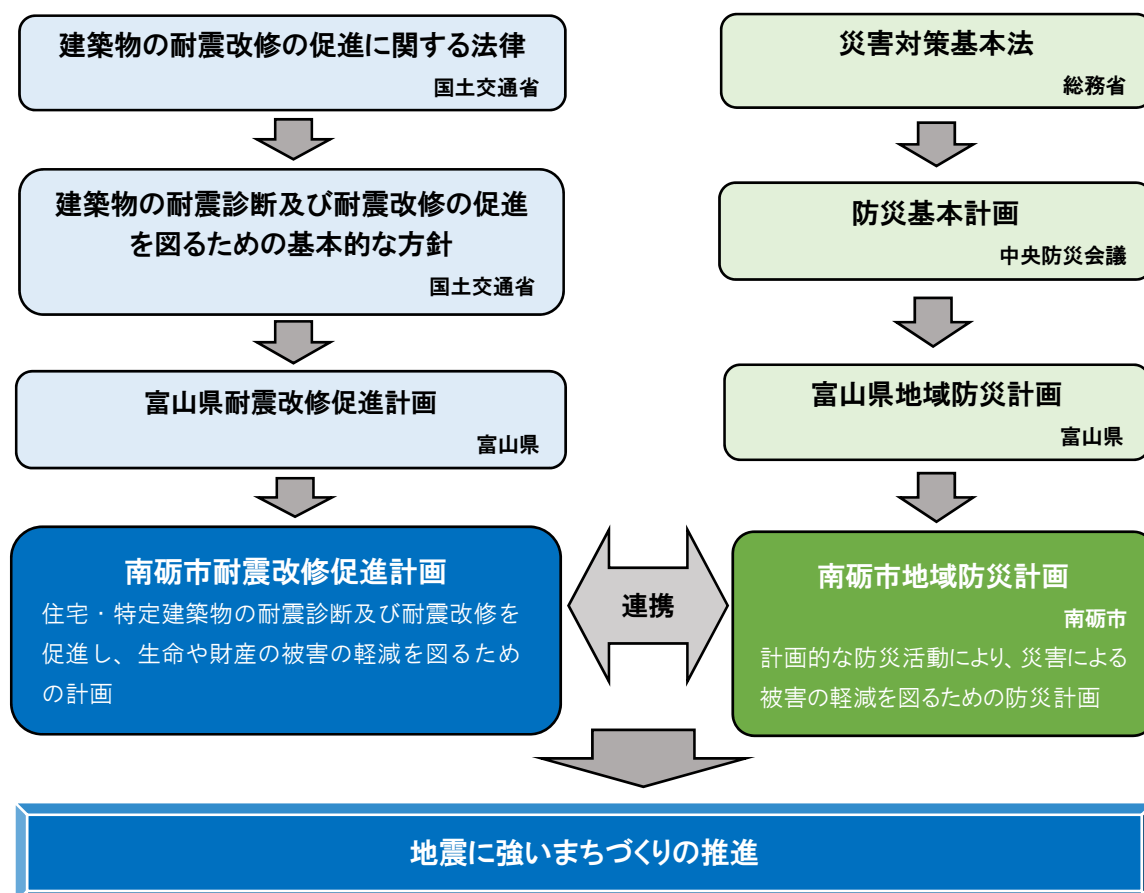 建築物の耐震改修の促進に関する法律
国土交通省
建築物の耐震診断及び耐震改修の促進
を図るための基本的な方針
国土交通省
富山県耐震改修促進計画
富山県
南砺市耐震改修促進計画
住宅・特定建築物の耐震診断及び耐震改修を
促進し、生命や財産の被害の軽減を図るため
の計画
災害対策基本法
総務省
防災基本計画
中央防災会議
富山県地域防災計画
富山県
連携
南砺市地域防災計画
南砺市
計画的な防災活動により、災害による
被害の軽減を図るための防災計画
地震に強いまちづくりの推進